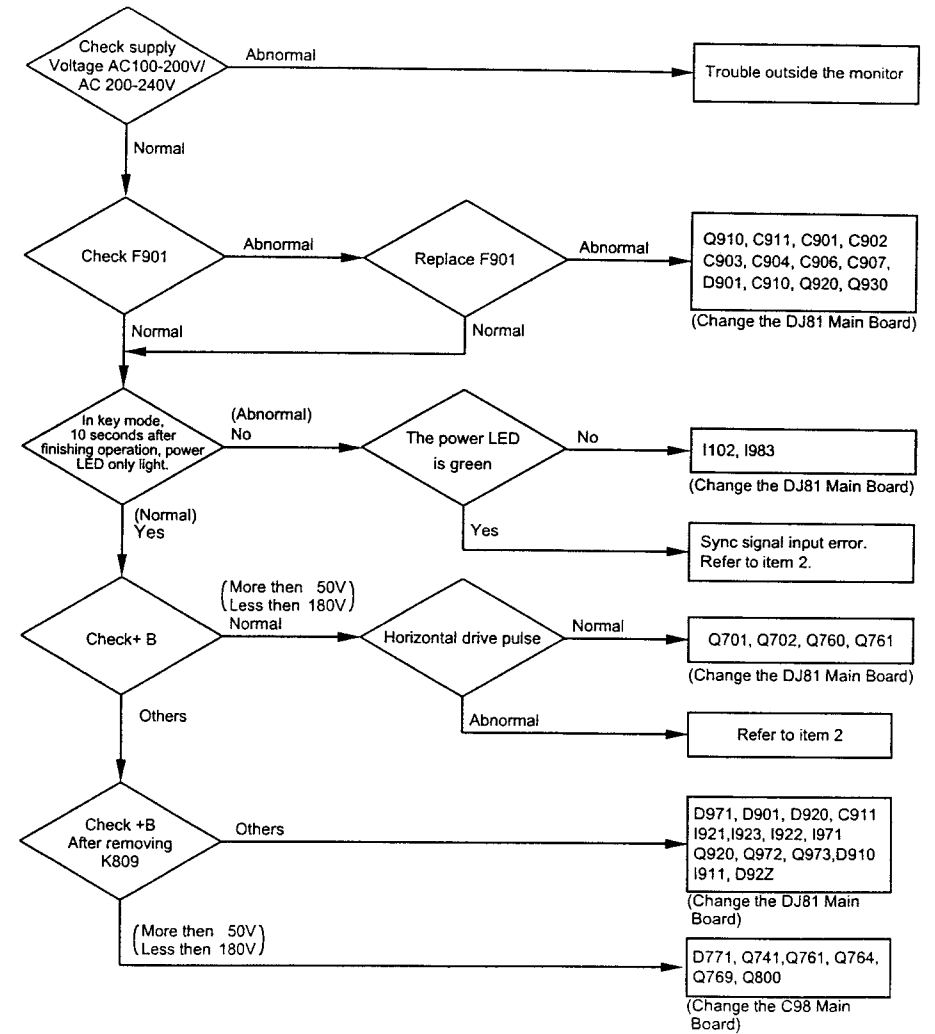 Check supply
Voltage AC100-200V/
AC 200-240V
Abnormal
Trouble outside the monitor
Normal
Check F901
Abnormal
Replace F901
Abnormal
Q910, C911, C901, C902
C903, C904, C906, C907,
D901, C910, Q920, Q930
(Change the DJ81 Main Board)
Normal
Normal
In key mode,
10 seconds after
finishing operation, power
LED only light.
(Abnormal)
No
The power LED
is green
No
I102, I983
(Change the DJ81 Main Board)
(Normal)
Yes
Yes
Sync signal input error.
Refer to item 2.
Check+ B
(More then 50V)
(Less then 180V)
Normal
Horizontal drive pulse
Normal
Q701, Q702, Q760, Q761
(Change the DJ81 Main Board)
Others
Abnormal
Refer to item 2
Check +B
After removing
K809
Others
D971, D901, D920, C911
I921,I923, I922, I971
Q920, Q972, Q973,D910
I911, D92Z
(Change the DJ81 Main
Board)
(More then 50V)
(Less then 180V)
D771, Q741,Q761, Q764,
Q769, Q800
(Change the C98 Main
Board)